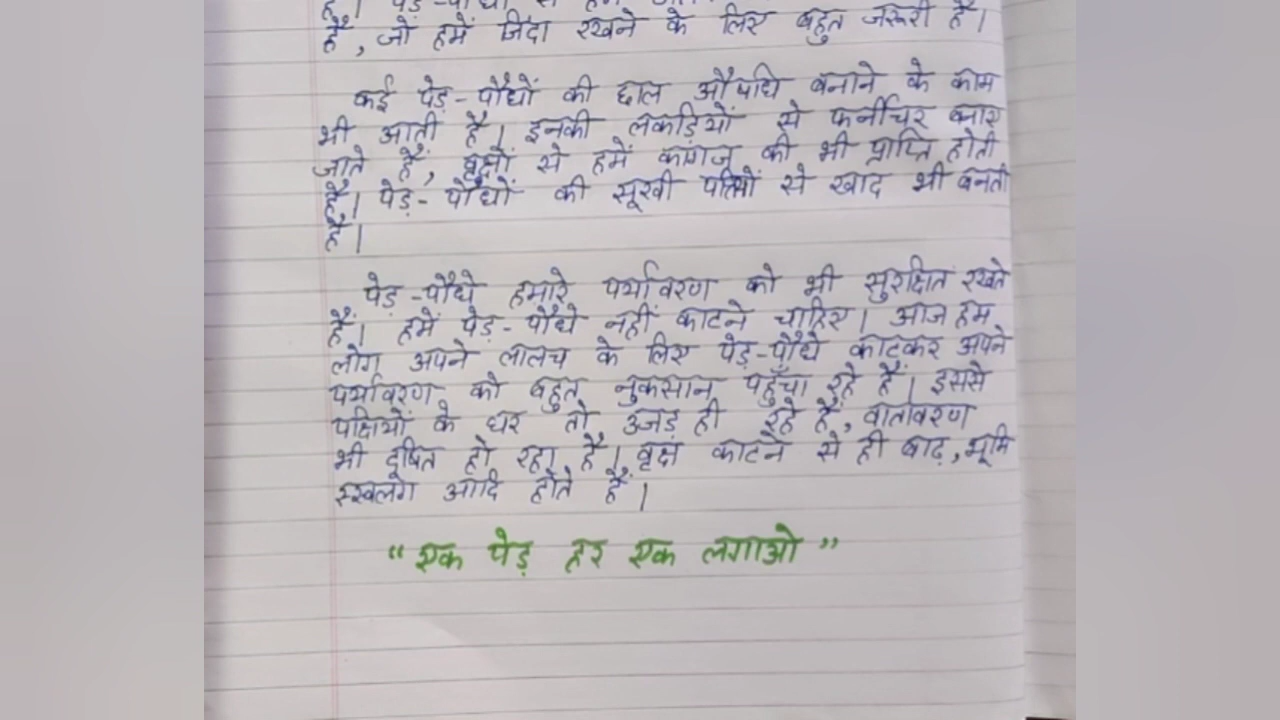 है। पेड़-पौधों से हमें
है, जो हमें जिंदा रखने के लिए बहुत जरूरी है।
कई पेड़-पौधों की छाल औषधि बनाने के काम
भी आती है। इनकी लकड़ियों से फर्नीचर बनाए
जाते हैं, वृक्षों से हमें कागज़ की भी प्राप्ति होती
है। पेड़-पौधों की सूखी पत्तियों से खाद भी बनती
है।
पेड़-पौधे हमारे पर्यावरण को भी सुरक्षित रखते
हैं। हमें पेड़-पौधे नहीं काटने चाहिए। आज हम
लोग अपने लालच के लिए पेड़-पौधे काटकर अपने
पर्यावरण को बहुत नुकसान पहुँचा रहे हैं। इससे
पक्षियों के घर तो उजड़ ही रहे हैं, वातावरण
भी दूषित हो रहा है। वृक्ष काटने से ही बाढ़, भूमि
स्खलग आदि होते हैं।
"एक पेड़ हर एक लगाओ"